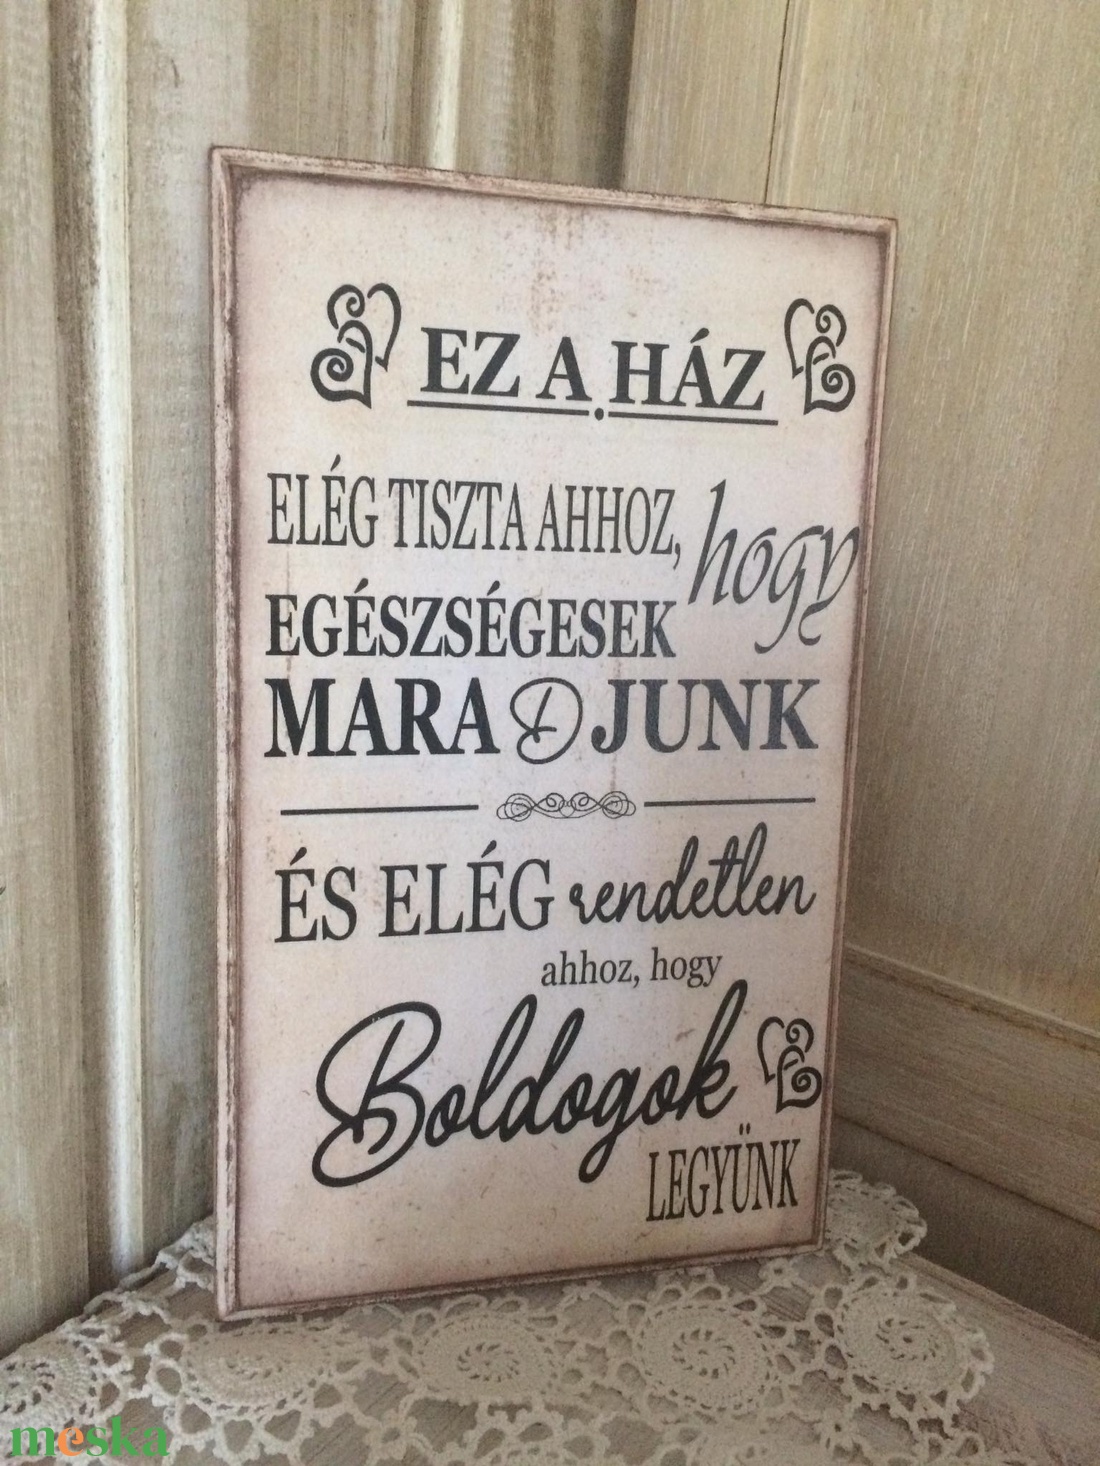 EZ A HÁZ
ELÉG TISZTA AHHOZ, hogy
EGÉSZSÉGESEK
MARADJUNK
ÉS ELÉG rendetlen
ahhoz, hogy
Boldogok
LEGYÜNK
meska